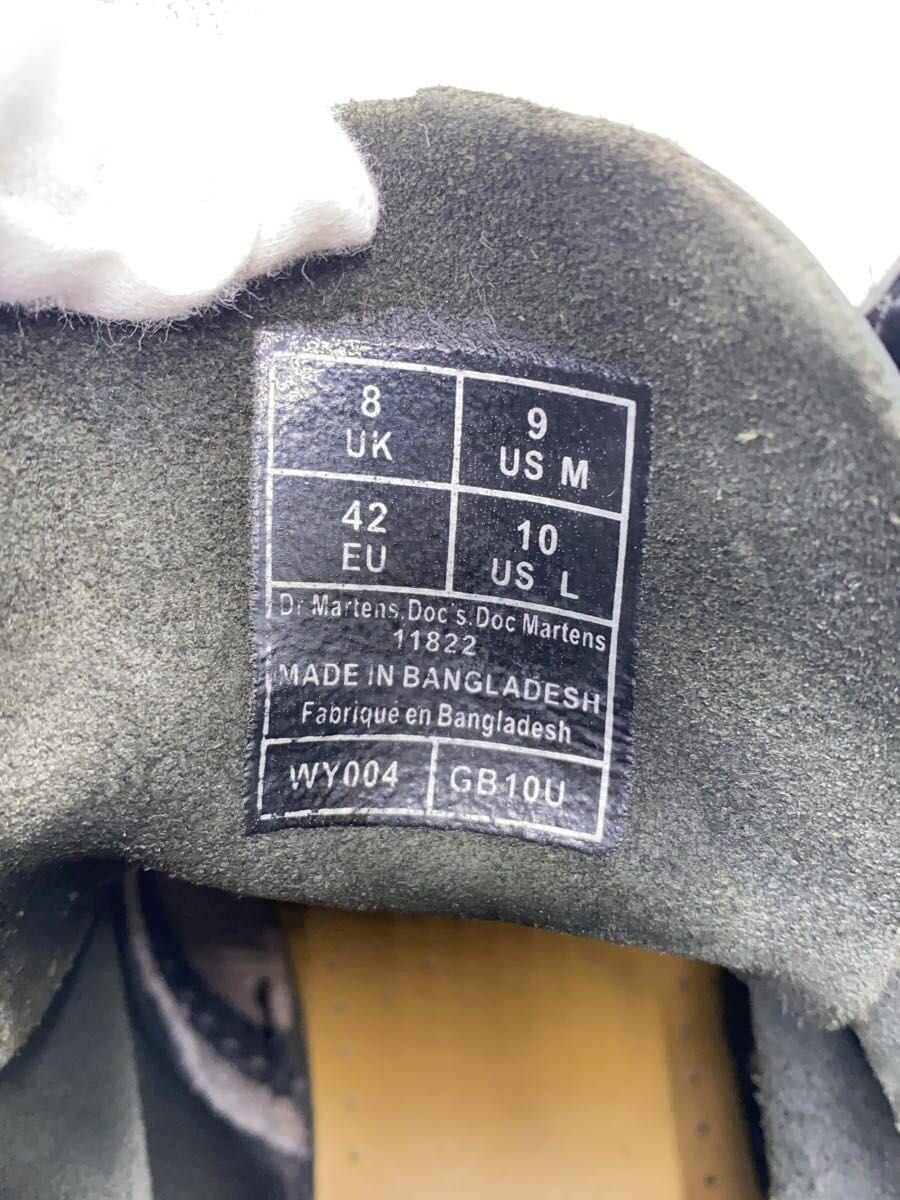 8
UK
9
US M
42
EU
10
US L
Dr Martens.Doc's.Doc Martens
11822
MADE IN BANGLADESH
Fabriqué en Bangladesh
WY004
GB10U